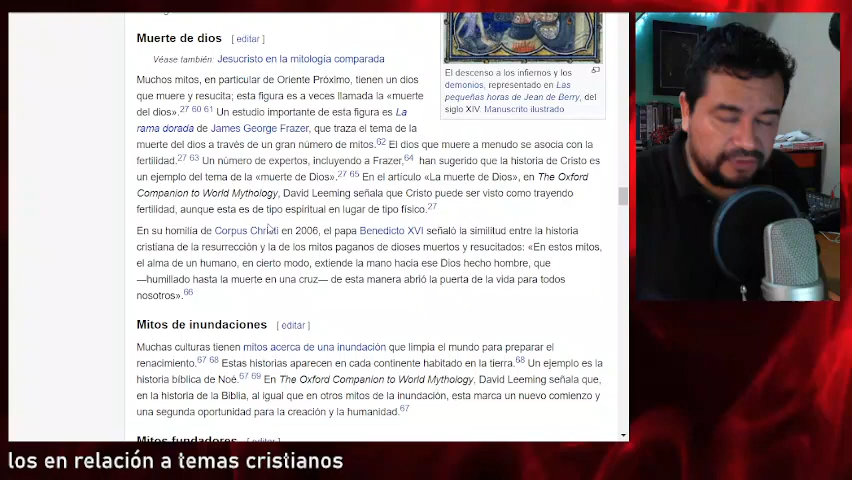 Muerte de dios [ editar ]
Véase también: Jesucristo en la mitología comparada
Muchos mitos, en particular de Oriente Próximo, tienen un dios
que muere y resucita; esta figura es a veces llamada la «muerte
del dios».27 60 61 Un estudio importante de esta figura es La
rama dorada de James George Frazer, que traza el tema de la
muerte del dios a través de un gran número de mitos.62 El dios que muere a menudo se asocia con la
fertilidad.27 63 Un número de expertos, incluyendo a Frazer,64 han sugerido que la historia de Cristo es
un ejemplo del tema de la «muerte de Dios».27 65 En el artículo «La muerte de Dios», en The Oxford
Companion to World Mythology, David Leeming señala que Cristo puede ser visto como trayendo
fertilidad, aunque esta es de tipo espiritual en lugar de tipo físico.27
El descenso a los infiernos y los
demonios, representado en Las
pequeñas horas de Jean de Berry, del
siglo XIV. Manuscrito ilustrado
En su homilía de Corpus Christi en 2006, el papa Benedicto XVI señaló la similitud entre la historia
cristiana de la resurrección y la de los mitos paganos de dioses muertos y resucitados: «En estos mitos,
el alma de un humano, en cierto modo, extiende la mano hacia ese Dios hecho hombre, que
—humillado hasta la muerte en una cruz— de esta manera abrió la puerta de la vida para todos
nosotros».66
Mitos de inundaciones [ editar ]
Muchas culturas tienen mitos acerca de una inundación que limpia el mundo para preparar el
renacimiento.67 68 Estas historias aparecen en cada continente habitado en la tierra.68 Un ejemplo es la
historia bíblica de Noé.67 69 En The Oxford Companion to World Mythology, David Leeming señala que,
en la historia de la Biblia, al igual que en otros mitos de la inundación, esta marca un nuevo comienzo y
una segunda oportunidad para la creación y la humanidad.67
Mitos fundadores [ editar ]
los en relación a temas cristianos